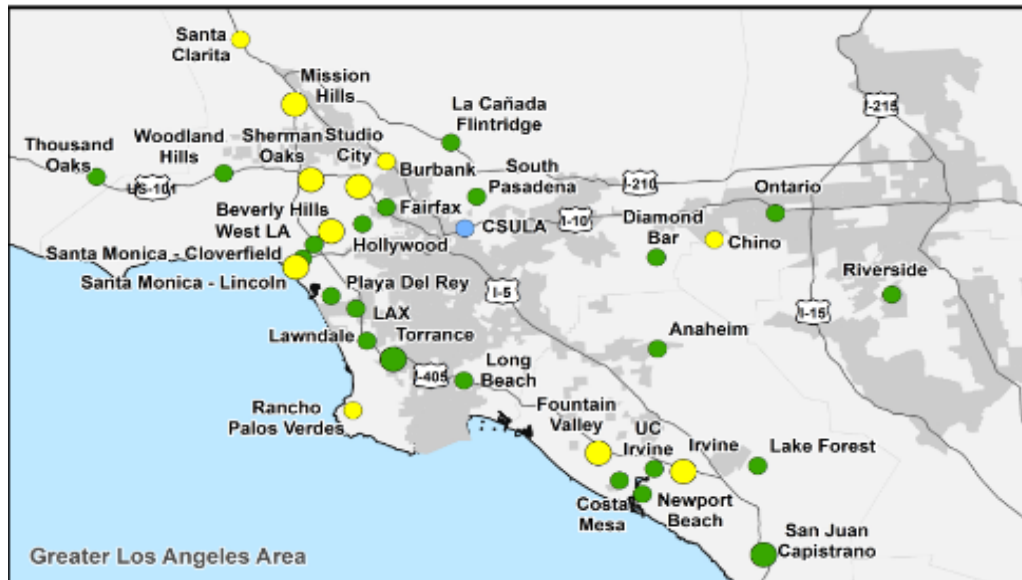 Santa
Clarita
Mission
Hills
I-215
La Cañada
Flintridge
Thousand
Oaks
Woodland
Hills
Sherman
Oaks
Studio
City
Burbank
South
Pasadena
I-210
Ontario
US-101
Beverly Hills
Fairfax
I-10
Diamond
Bar
West LA
CSULA
Chino
Hollywood
Santa Monica - Cloverfield
Riverside
Santa Monica - Lincoln
Playa Del Rey
I-5
I-15
LAX
Lawndale
Torrance
Anaheim
I-405
Long
Beach
Rancho
Palos Verdes
Fountain
Valley
UC
Irvine
Irvine
Lake Forest
Costa
Mesa
Newport
Beach
San Juan
Capistrano
Greater Los Angeles Area